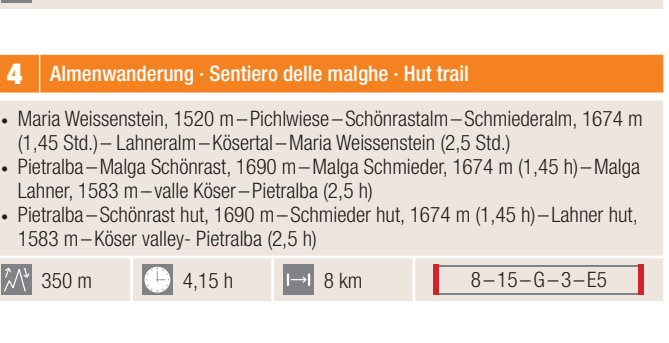 4 Almenwanderung · Sentiero delle malghe · Hut trail
• Maria Weissenstein, 1520 m – Pichlwiese – Schönrastalm – Schmiederalm, 1674 m
(1,45 Std.) – Lahneralm – Kösertal – Maria Weissenstein (2,5 Std.)
• Pietralba – Malga Schönrast, 1690 m – Malga Schmieder, 1674 m (1,45 h) – Malga
Lahner, 1583 m – valle Köser – Pietralba (2,5 h)
• Pietralba – Schönrast hut, 1690 m – Schmieder hut, 1674 m (1,45 h) – Lahner hut,
1583 m – Köser valley- Pietralba (2,5 h)
350 m 4,15 h 8 km 8 – 15 – G – 3 – E5